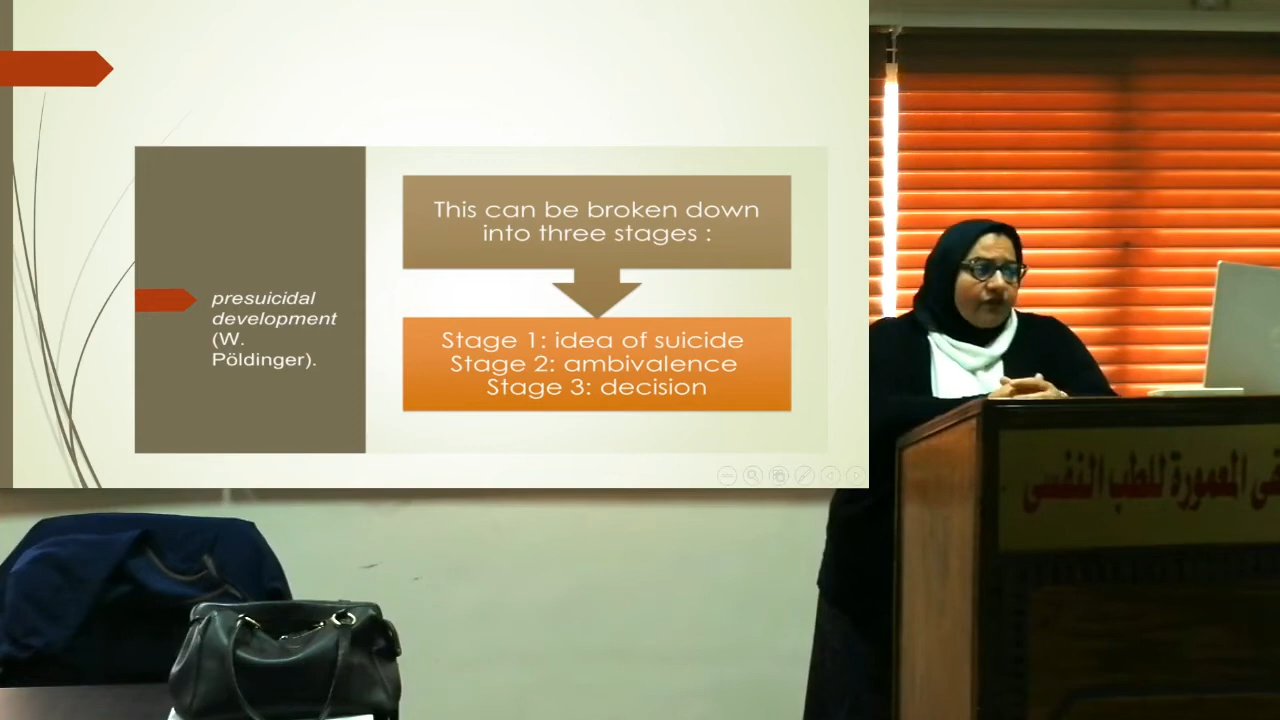 presuicidal
development
(W.
Pöldinger).
This can be broken down
into three stages :
Stage 1: idea of suicide
Stage 2: ambivalence
Stage 3: decision
المعمورة للطب النفسى